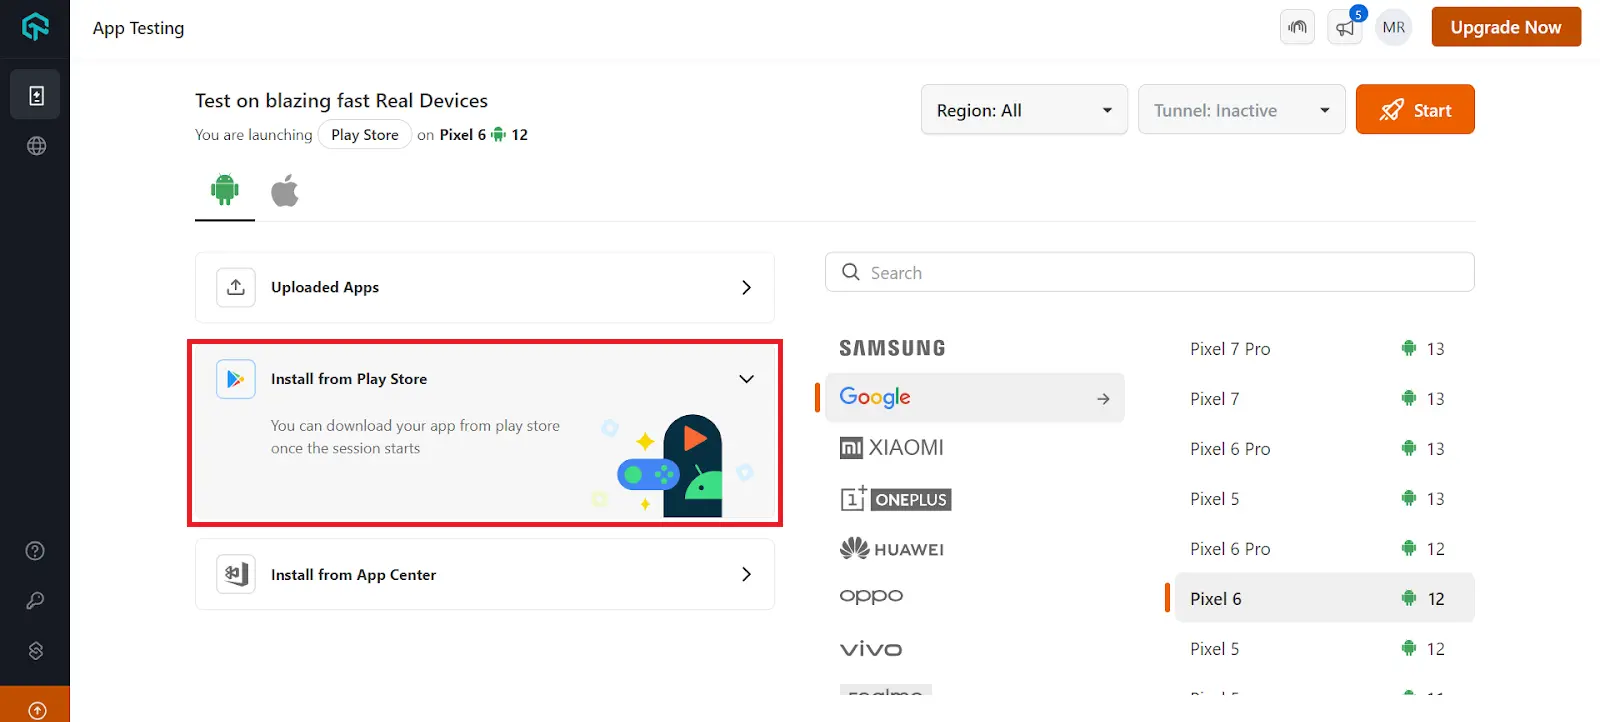 App Testing
5
MR
Upgrade Now
Test on blazing fast Real Devices
You are launching Play Store on Pixel 6 12
Region: All
Tunnel: Inactive
Start
Uploaded Apps
Install from Play Store
You can download your app from play store
once the session starts
Install from App Center
Search
SAMSUNG
Google
XIAOMI
1+ ONEPLUS
HUAWEI
oppo
vivo
Pixel 7 Pro 13
Pixel 7 13
Pixel 6 Pro 13
Pixel 5 13
Pixel 6 Pro 12
Pixel 6 12
Pixel 5 12